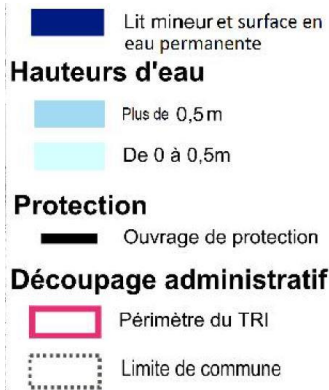 Lit mineur et surface en
eau permanente
Hauteurs d'eau
Plus de 0,5 m
De 0 à 0,5m
Protection
Ouvrage de protection
Découpage administratif
Périmètre du TRI
Limite de commune